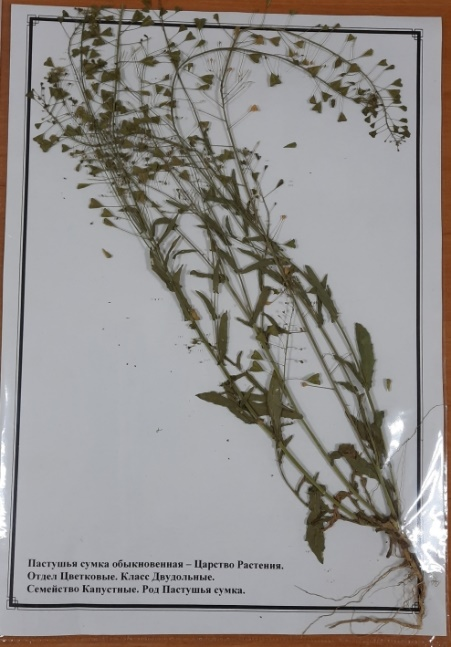 Пастушья сумка обыкновенная – Царство Растения.
Отдел Цветковые. Класс Двудольные.
Семейство Капустные. Род Пастушья сумка.